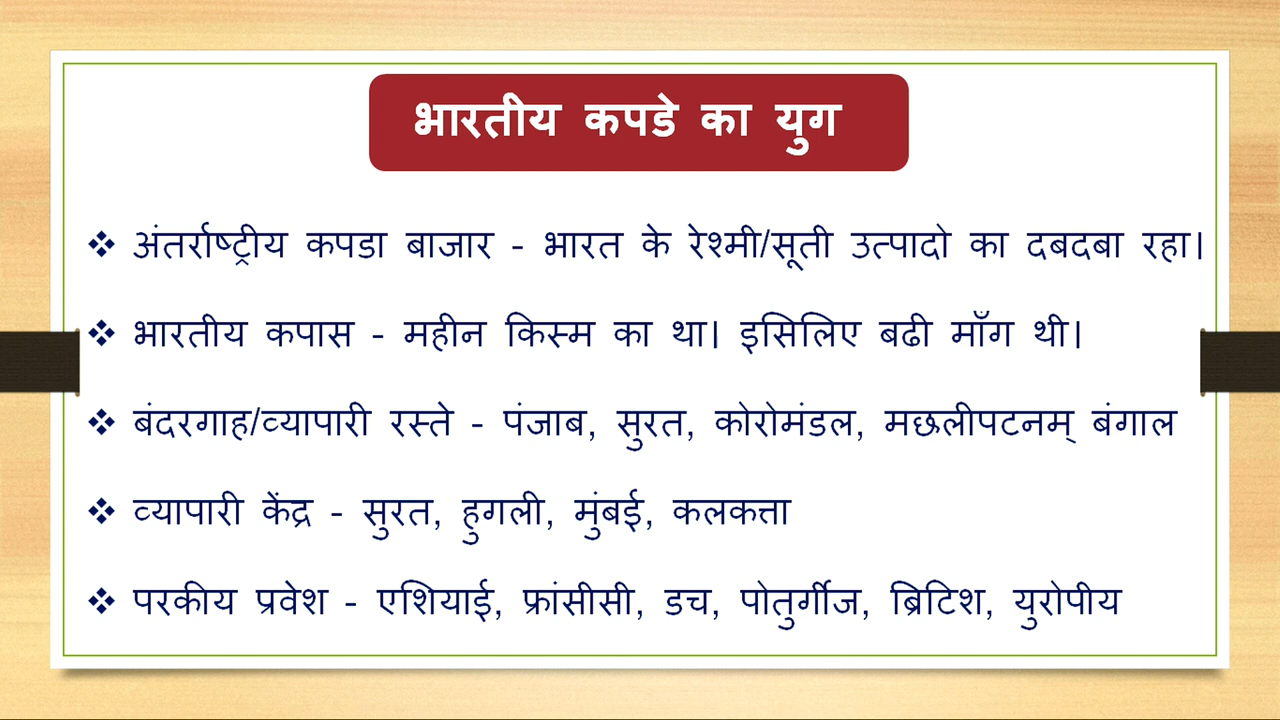 भारतीय कपडे का युग
❖ अंतर्राष्ट्रीय कपडा बाजार - भारत के रेश्मी/सूती उत्पादो का दबदबा रहा।
❖ भारतीय कपास - महीन किस्म का था। इसिलिए बढी माँग थी।
❖ बंदरगाह/व्यापारी रस्ते - पंजाब, सुरत, कोरोमंडल, मछलीपटनम् बंगाल
❖ व्यापारी केंद्र - सुरत, हुगली, मुंबई, कलकत्ता
❖ परकीय प्रवेश - एशियाई, फ्रांसीसी, डच, पोतुर्गीज, ब्रिटिश, युरोपीय